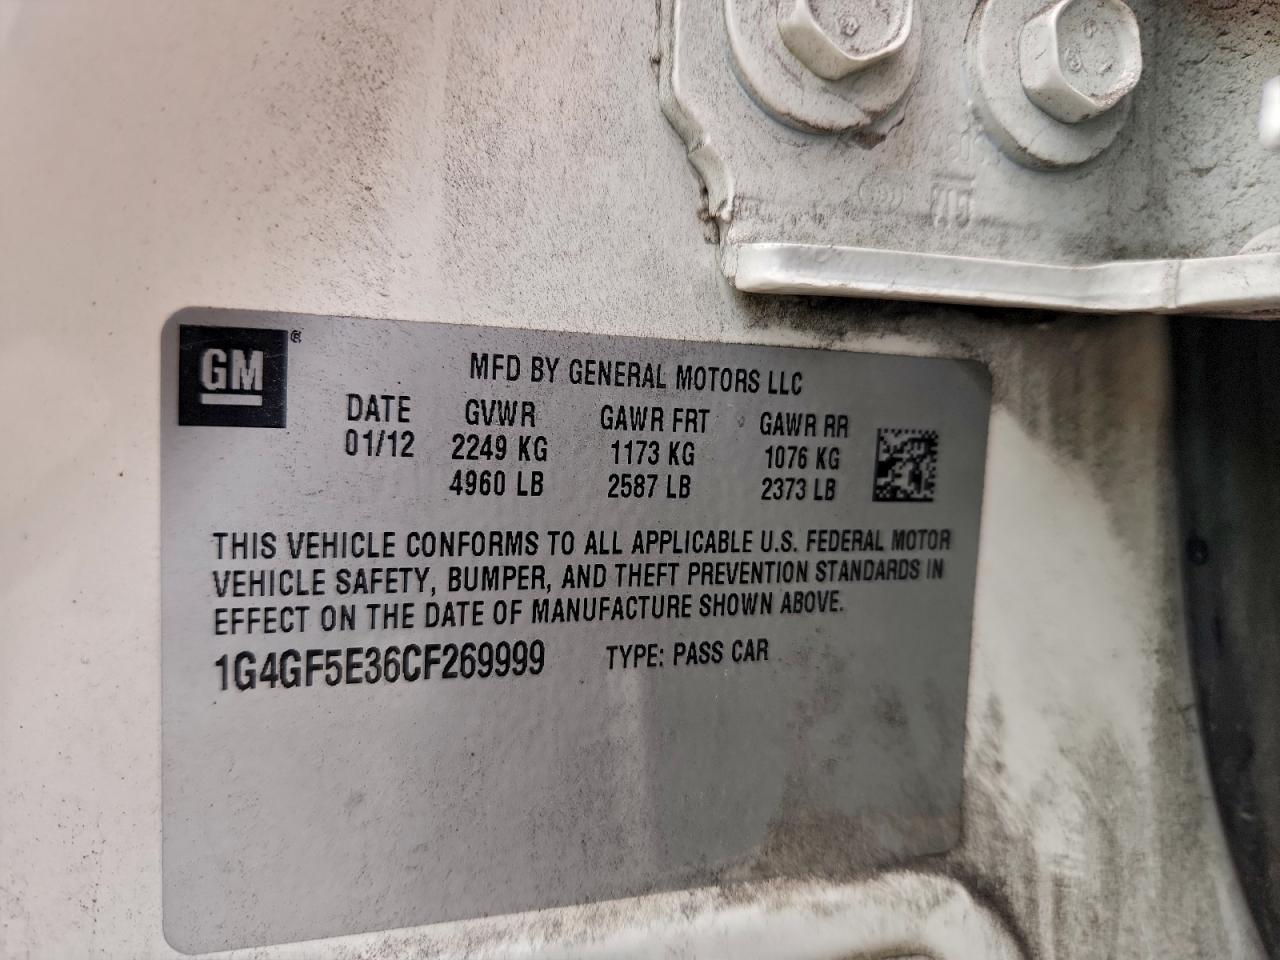 GM ®
MFD BY GENERAL MOTORS LLC
DATE GVWR GAWR FRT GAWR RR
01/12 2249 KG 1173 KG 1076 KG
4960 LB 2587 LB 2373 LB
THIS VEHICLE CONFORMS TO ALL APPLICABLE U.S. FEDERAL MOTOR
VEHICLE SAFETY, BUMPER, AND THEFT PREVENTION STANDARDS IN
EFFECT ON THE DATE OF MANUFACTURE SHOWN ABOVE.
1G4GF5E36CF269999 TYPE: PASS CAR